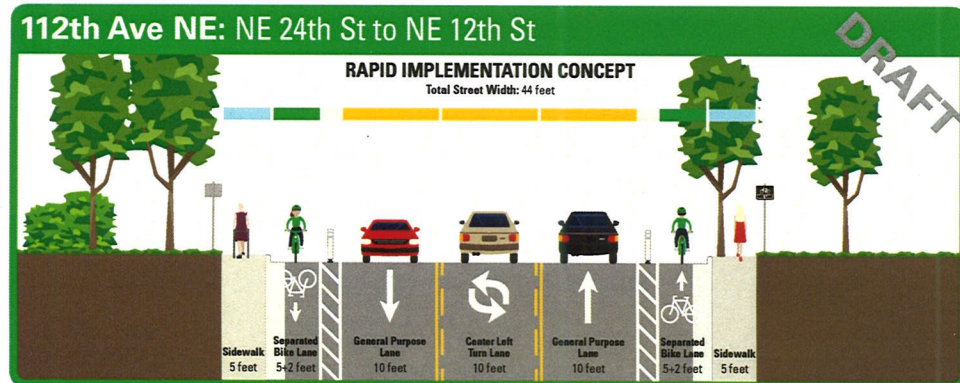 112th Ave NE: NE 24th St to NE 12th St
DRAFT
RAPID IMPLEMENTATION CONCEPT
Total Street Width: 44 feet
Sidewalk
5 feet
Separated
Bike Lane
5+2 feet
General Purpose
Lane
10 feet
Center Left
Turn Lane
10 feet
General Purpose
Lane
10 feet
Separated
Bike Lane
5+2 feet
Sidewalk
5 feet